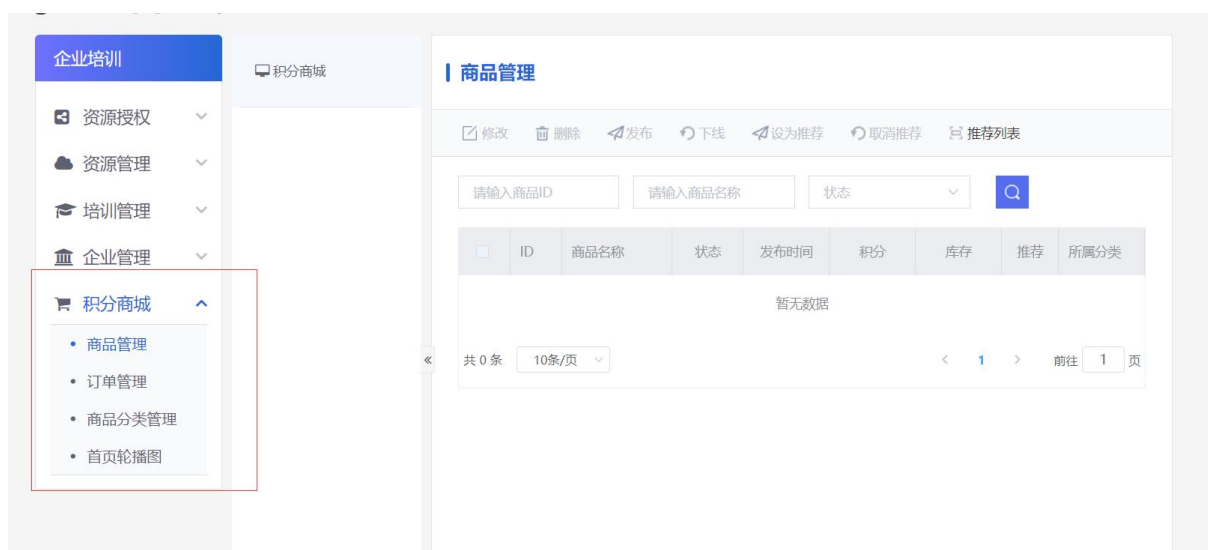 企业培训
资源授权
资源管理
培训管理
企业管理
积分商城
商品管理
订单管理
商品分类管理
首页轮播图
积分商城
商品管理
修改 删除 发布 下线 设为推荐 取消推荐 推荐列表
请输入商品ID 请输入商品名称 状态
ID 商品名称 状态 发布时间 积分 库存 推荐 所属分类
暂无数据
共 0 条 10条/页 1 前往 1 页